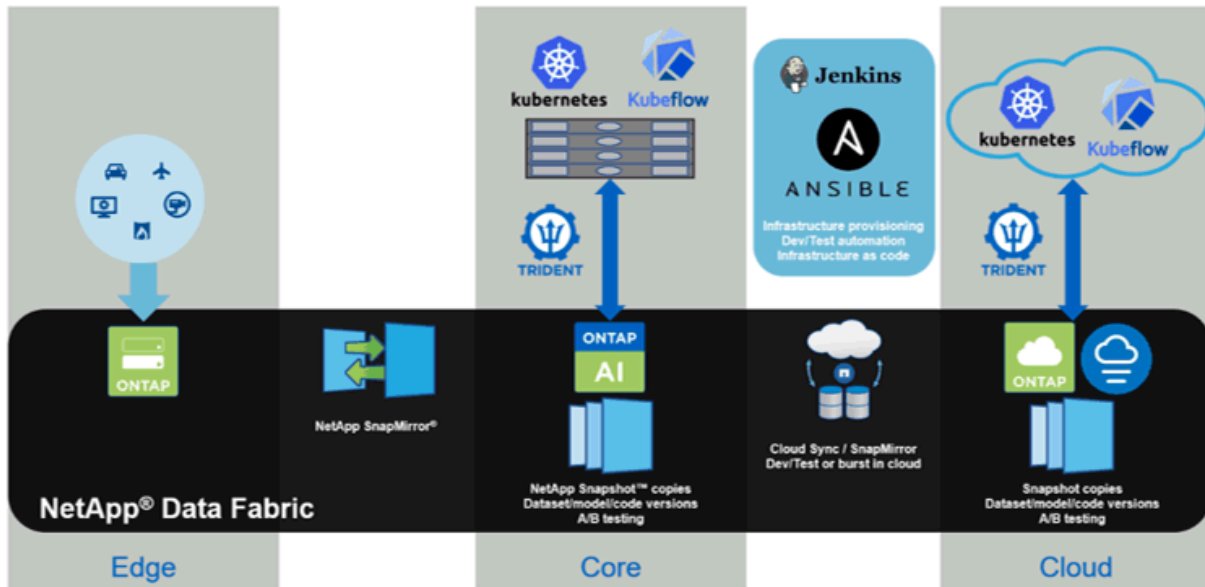 kubernetes
Kubeflow
TRIDENT
Jenkins
ANSIBLE
Infrastructure provisioning
Dev/Test automation
Infrastructure as code
kubernetes
Kubeflow
TRIDENT
ONTAP
NetApp SnapMirror®
ONTAP
AI
NetApp Snapshot™ copies
Dataset/model/code versions
A/B testing
Cloud Sync / SnapMirror
Dev/Test or burst in cloud
ONTAP
Snapshot copies
Dataset/model/code versions
A/B testing
NetApp® Data Fabric
Edge
Core
Cloud